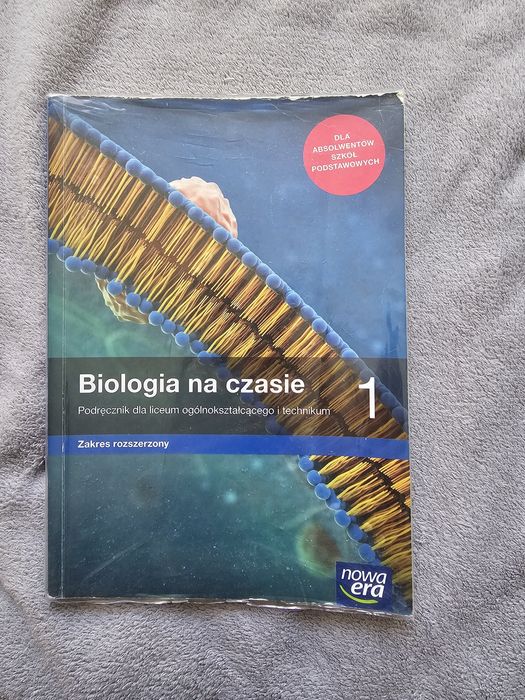 DLA
ABSOLWENTÓW
SZKÓŁ
PODSTAWOWYCH
Biologia na czasie 1
Podręcznik dla liceum ogólnokształcącego i technikum
Zakres rozszerzony
nowa
era